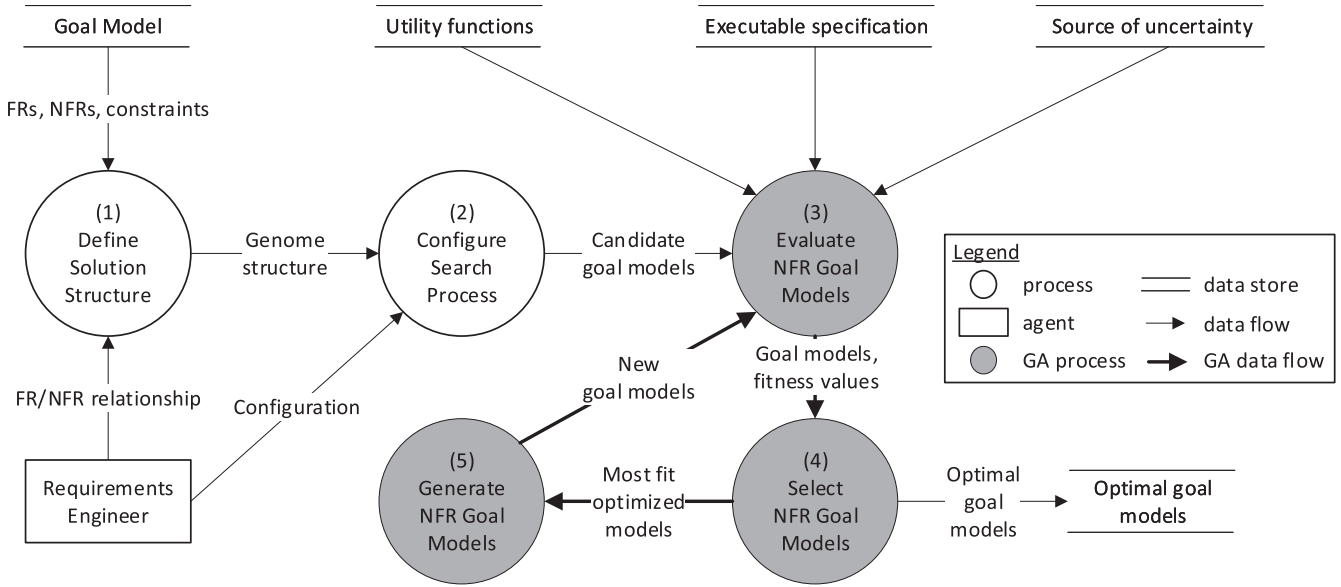 Goal Model
Utility functions
Executable specification
Source of uncertainty
FRs, NFRs, constraints
(1)
Define
Solution
Structure
Genome
structure
(2)
Configure
Search
Process
Candidate
goal models
(3)
Evaluate
NFR Goal
Models
Legend
process
data store
agent
data flow
GA process
GA data flow
FR/NFR relationship
Configuration
New
goal models
Goal models,
fitness values
Requirements
Engineer
(5)
Generate
NFR Goal
Models
Most fit
optimized
models
(4)
Select
NFR Goal
Models
Optimal
goal
models
Optimal goal
models